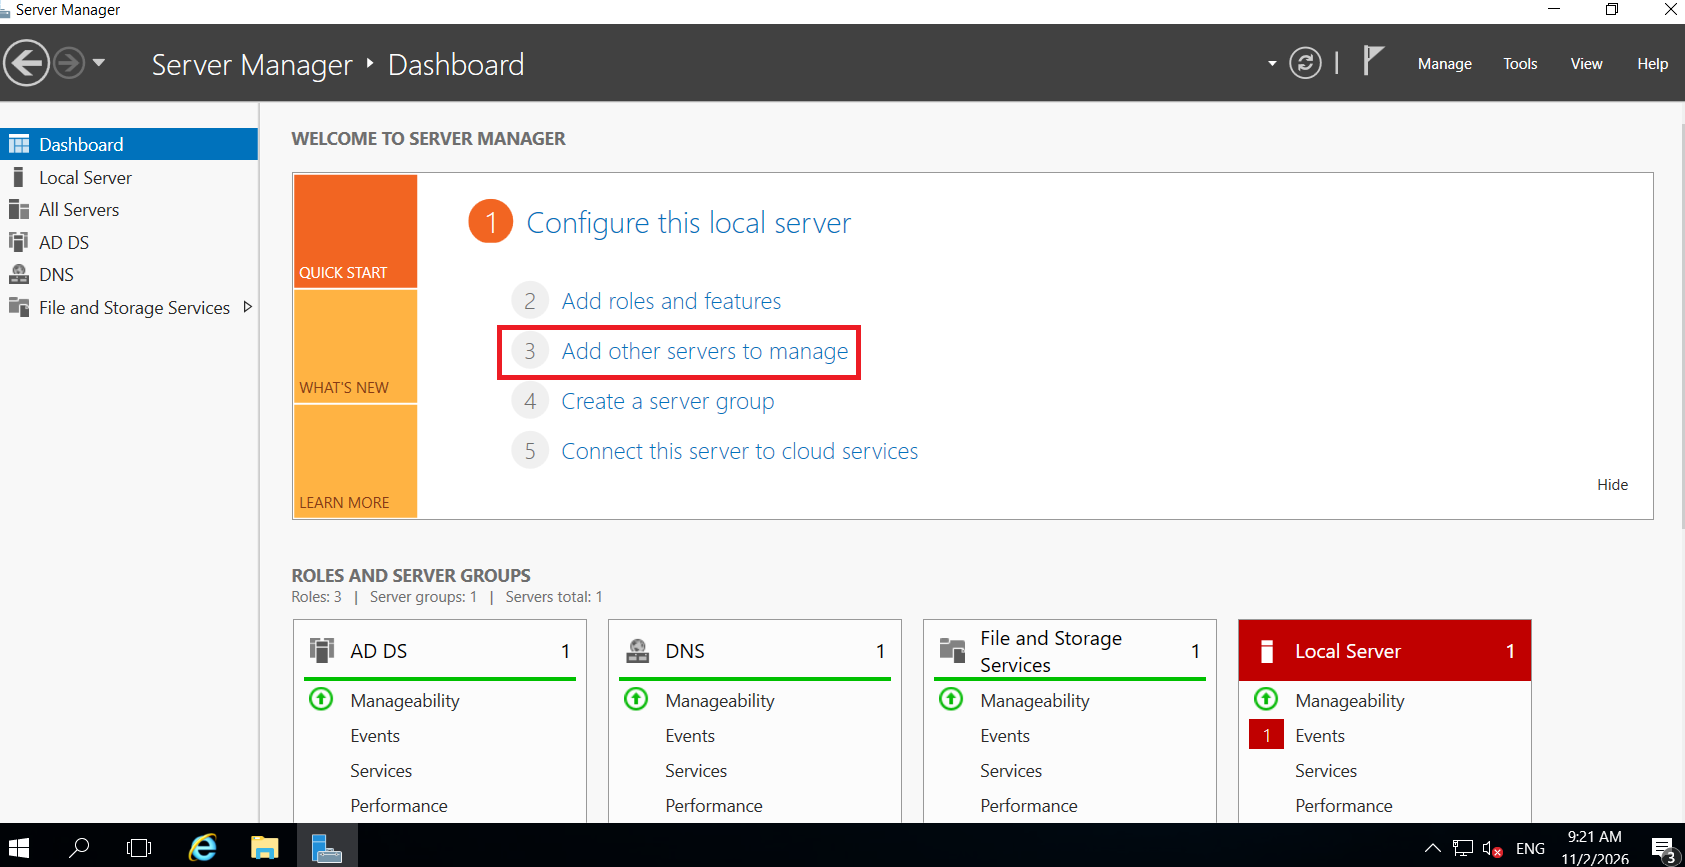 Server Manager
Server Manager ‣ Dashboard
Manage Tools View Help
Dashboard
Local Server
All Servers
AD DS
DNS
File and Storage Services
WELCOME TO SERVER MANAGER
QUICK START
WHAT'S NEW
LEARN MORE
1 Configure this local server
2 Add roles and features
3 Add other servers to manage
4 Create a server group
5 Connect this server to cloud services
Hide
ROLES AND SERVER GROUPS
Roles: 3 | Server groups: 1 | Servers total: 1
AD DS 1
Manageability
Events
Services
Performance
DNS 1
Manageability
Events
Services
Performance
File and Storage
Services 1
Manageability
Events
Services
Performance
Local Server 1
Manageability
1 Events
Services
Performance
ENG
9:21 AM
11/2/2026
3